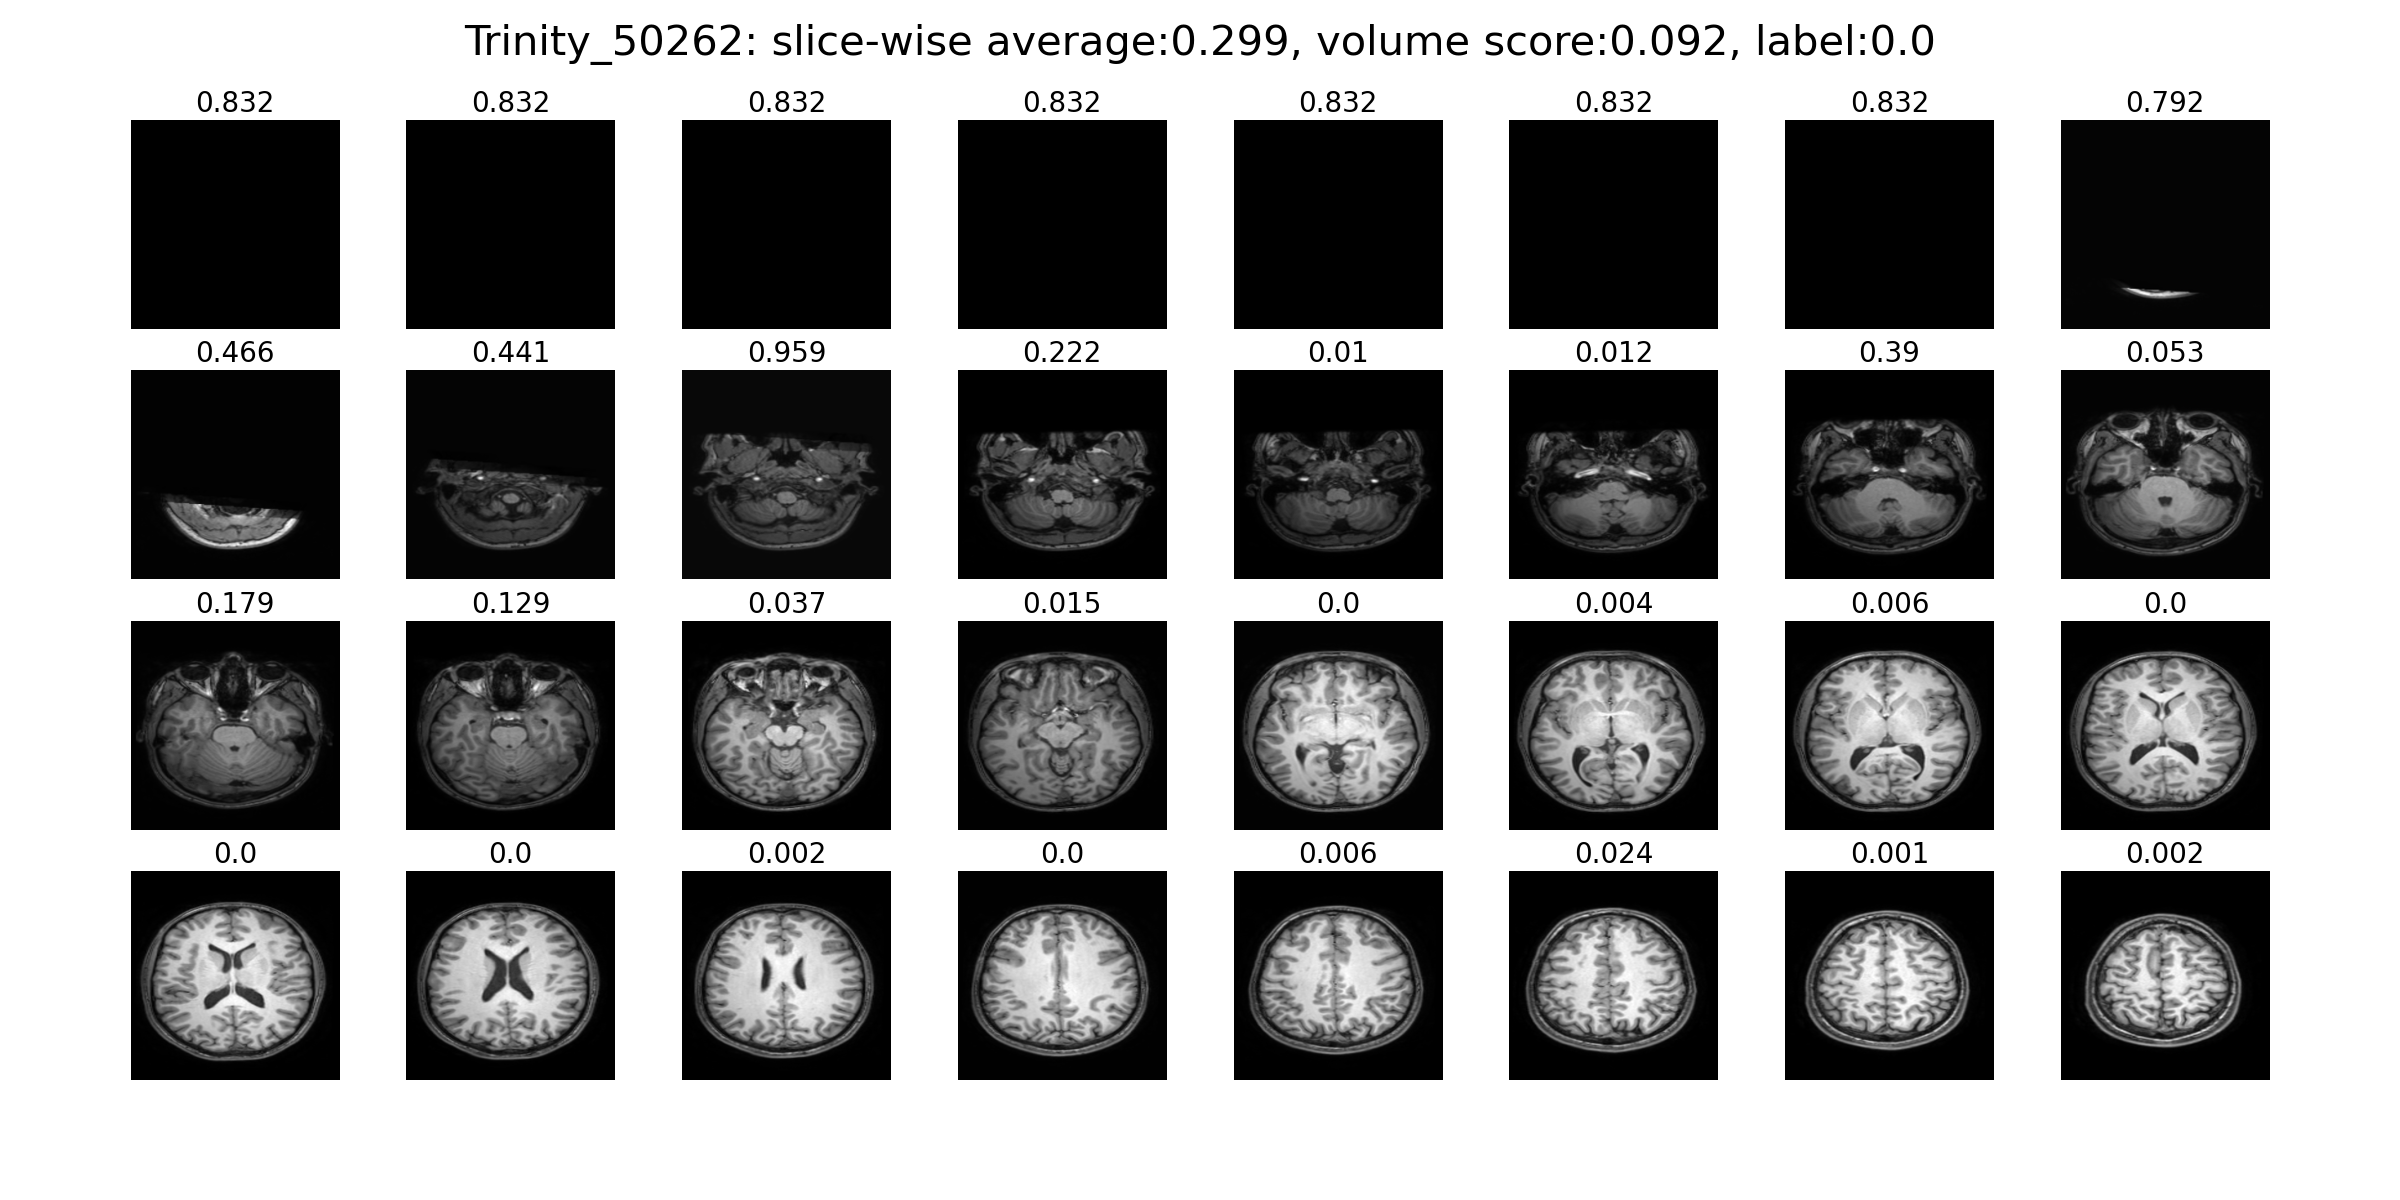 Trinity_50262: slice-wise average:0.299, volume score:0.092, label:0.0
0.832 0.832 0.832 0.832 0.832 0.832 0.832 0.792
0.466 0.441 0.959 0.222 0.01 0.012 0.39 0.053
0.179 0.129 0.037 0.015 0.0 0.004 0.006 0.0
0.0 0.0 0.002 0.0 0.006 0.024 0.001 0.002